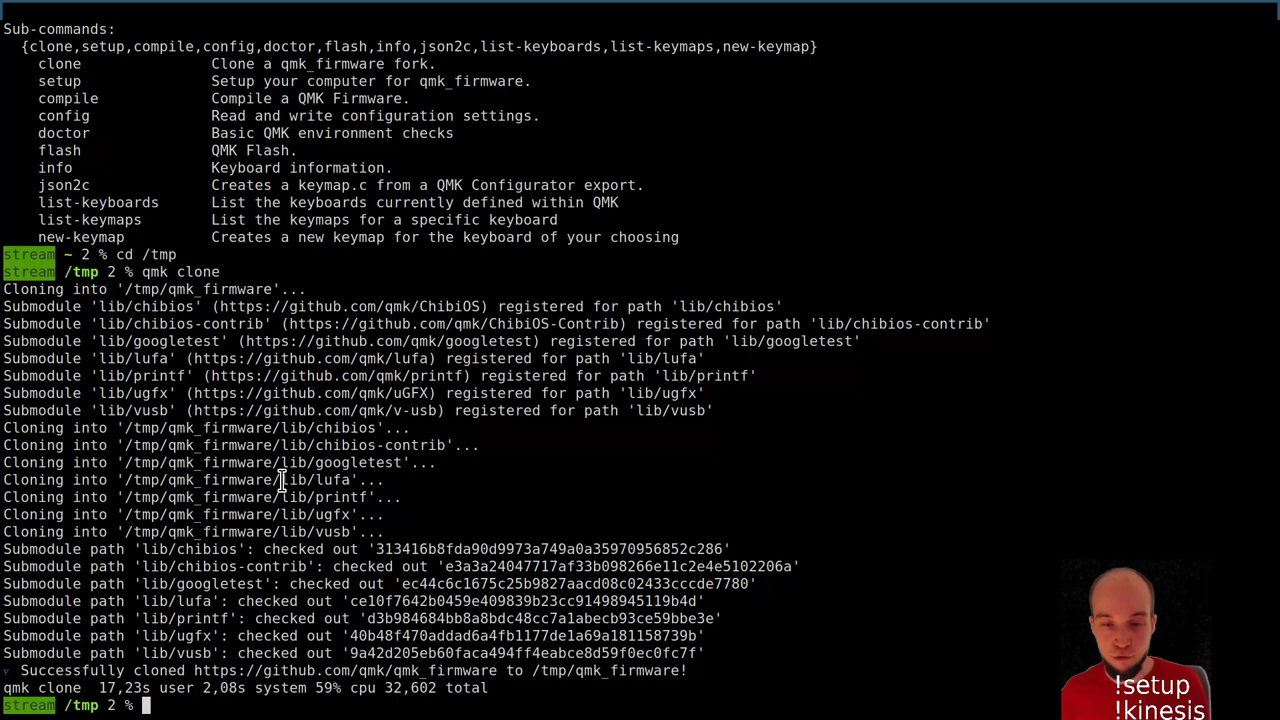 Sub-commands:
  {clone,setup,compile,config,doctor,flash,info,json2c,list-keyboards,list-keymaps,new-keymap}
    clone               Clone a qmk_firmware fork.
    setup               Setup your computer for qmk_firmware.
    compile             Compile a QMK Firmware.
    config              Read and write configuration settings.
    doctor              Basic QMK environment checks
    flash               QMK Flash.
    info                Keyboard information.
    json2c              Creates a keymap.c from a QMK Configurator export.
    list-keyboards      List the keyboards currently defined within QMK
    list-keymaps        List the keymaps for a specific keyboard
    new-keymap          Creates a new keymap for the keyboard of your choosing
stream ~ 2 % cd /tmp
stream /tmp 2 % qmk clone
Cloning into '/tmp/qmk_firmware'...
Submodule 'lib/chibios' (https://github.com/qmk/ChibiOS) registered for path 'lib/chibios'
Submodule 'lib/chibios-contrib' (https://github.com/qmk/ChibiOS-Contrib) registered for path 'lib/chibios-contrib'
Submodule 'lib/googletest' (https://github.com/qmk/googletest) registered for path 'lib/googletest'
Submodule 'lib/lufa' (https://github.com/qmk/lufa) registered for path 'lib/lufa'
Submodule 'lib/printf' (https://github.com/qmk/printf) registered for path 'lib/printf'
Submodule 'lib/ugfx' (https://github.com/qmk/uGFX) registered for path 'lib/ugfx'
Submodule 'lib/vusb' (https://github.com/qmk/v-usb) registered for path 'lib/vusb'
Cloning into '/tmp/qmk_firmware/lib/chibios'...
Cloning into '/tmp/qmk_firmware/lib/chibios-contrib'...
Cloning into '/tmp/qmk_firmware/lib/googletest'...
Cloning into '/tmp/qmk_firmware/lib/lufa'...
Cloning into '/tmp/qmk_firmware/lib/printf'...
Cloning into '/tmp/qmk_firmware/lib/ugfx'...
Cloning into '/tmp/qmk_firmware/lib/vusb'...
Submodule path 'lib/chibios': checked out '313416b8fda90d9973a749a0a35970956852c286'
Submodule path 'lib/chibios-contrib': checked out 'e3a3a24047717af33b098266e11c2e4e5102206a'
Submodule path 'lib/googletest': checked out 'ec44c6c1675c25b9827aacd08c02433cccde7780'
Submodule path 'lib/lufa': checked out 'ce10f7642b0459e409839b23cc91498945119b4d'
Submodule path 'lib/printf': checked out 'd3b984684bb8a8bdc48cc7a1abecb93ce59bbe3e'
Submodule path 'lib/ugfx': checked out '40b48f470addad6a4fb1177de1a69a181158739b'
Submodule path 'lib/vusb': checked out '9a42d205eb60faca494ff4eabce8d59f0ec0fc7f'
Successfully cloned https://github.com/qmk/qmk_firmware to /tmp/qmk_firmware!
qmk clone  17,23s user 2,08s system 59% cpu 32,602 total
stream /tmp 2 %
!setup
!kinesis